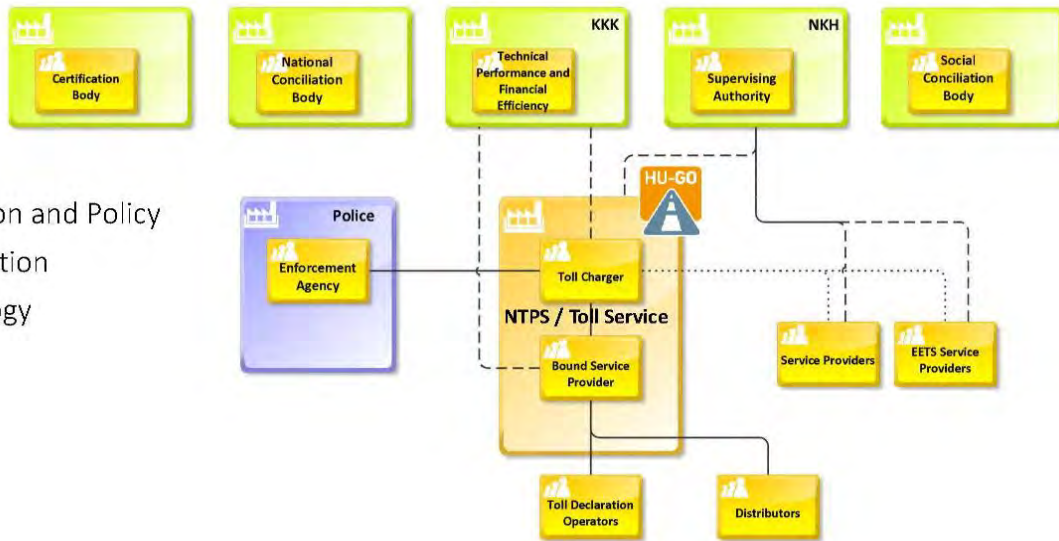 KKK
NKH
Certification
Body
National
Conciliation
Body
Technical
Performance and
Financial
Efficiency
Supervising
Authority
Social
Conciliation
Body
on and Policy
tion
gy
Police
Enforcement
Agency
HU-GO
Toll Charger
NTPS / Toll Service
Bound Service
Provider
Service Providers
EETS Service
Providers
Toll Declaration
Operators
Distributors